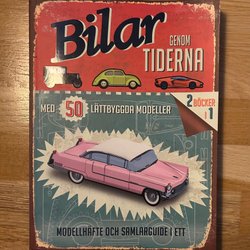 Bilar
GENOM
TIDERNA
MED 50 LÄTTBYGGDA MODELLER
2 BÖCKER
I 1
MODELLHÄFTE OCH SAMLARGUIDE I ETT